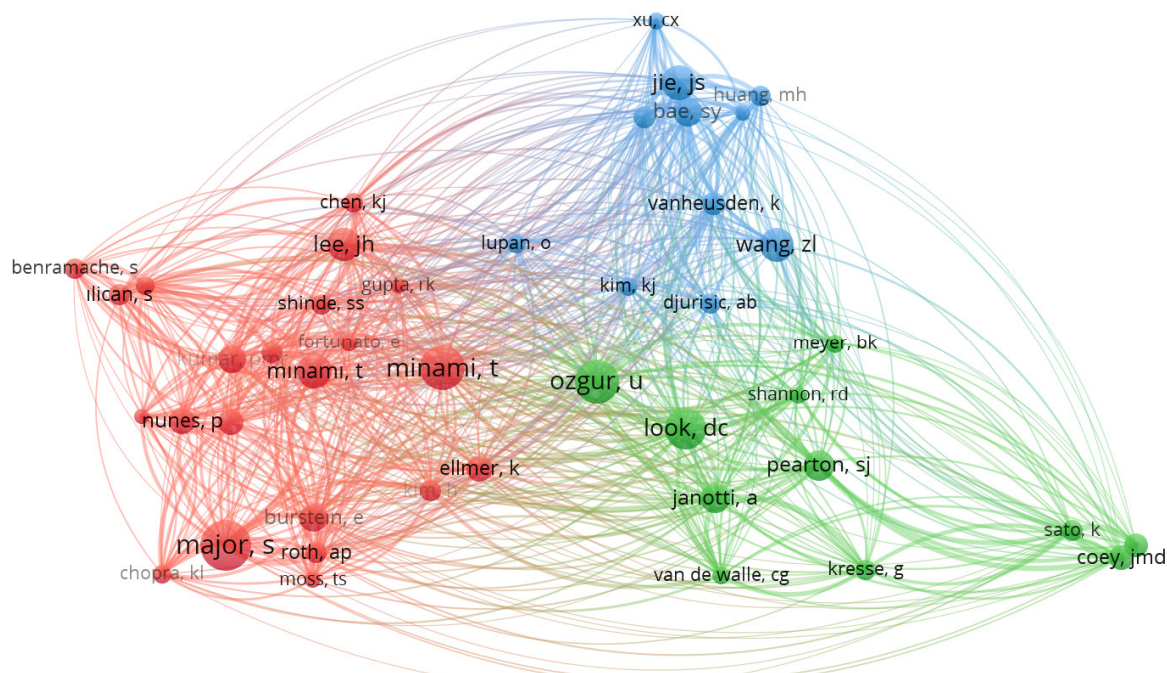 xu, cx
jie, js
huang, mh
bae, sy
chen, kj
vanheusden, k
lee, jh
lupan, o
wang, zl
benramache, s
gupta, rk
kim, kj
ilican, s
shinde, ss
djurisic, ab
fortunato, e
meyer, bk
kumar, pmr
minami, t
minami, t
ozgur, u
shannon, rd
nunes, p
look, dc
ellmer, k
pearton, sj
kim, h
janotti, a
burstein, e
sato, k
major, s
roth, ap
coey, jmd
chopra, kl
moss, ts
van de walle, cg
kresse, g